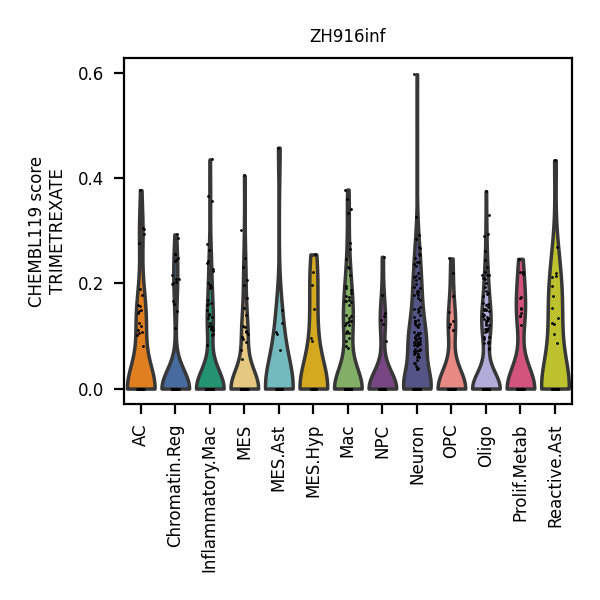 ZH916inf
CHEMBL119 score
TRIMETREXATE
0.6
0.4
0.2
0.0
AC
Chromatin.Reg
Inflammatory.Mac
MES
MES.Ast
MES.Hyp
Mac
NPC
Neuron
OPC
Oligo
Prolif.Metab
Reactive.Ast